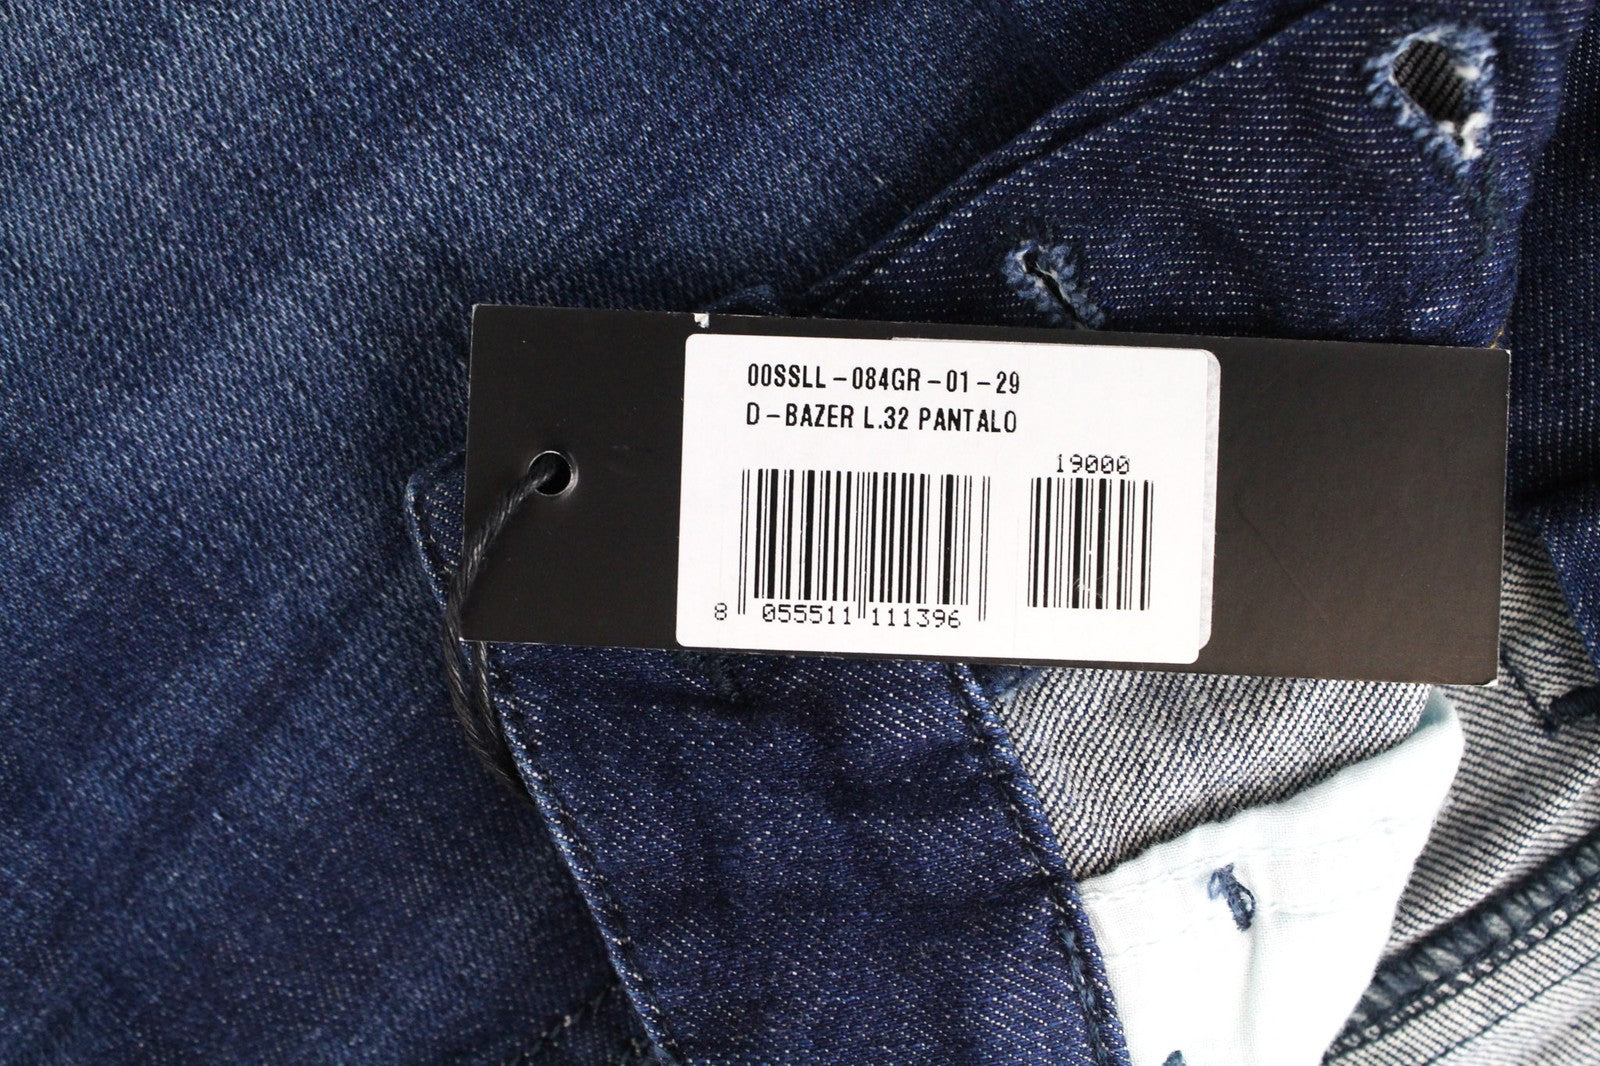 00SSLL-084GR-01-29
D-BAZER L.32 PANTALO
19000
8 055511 111396